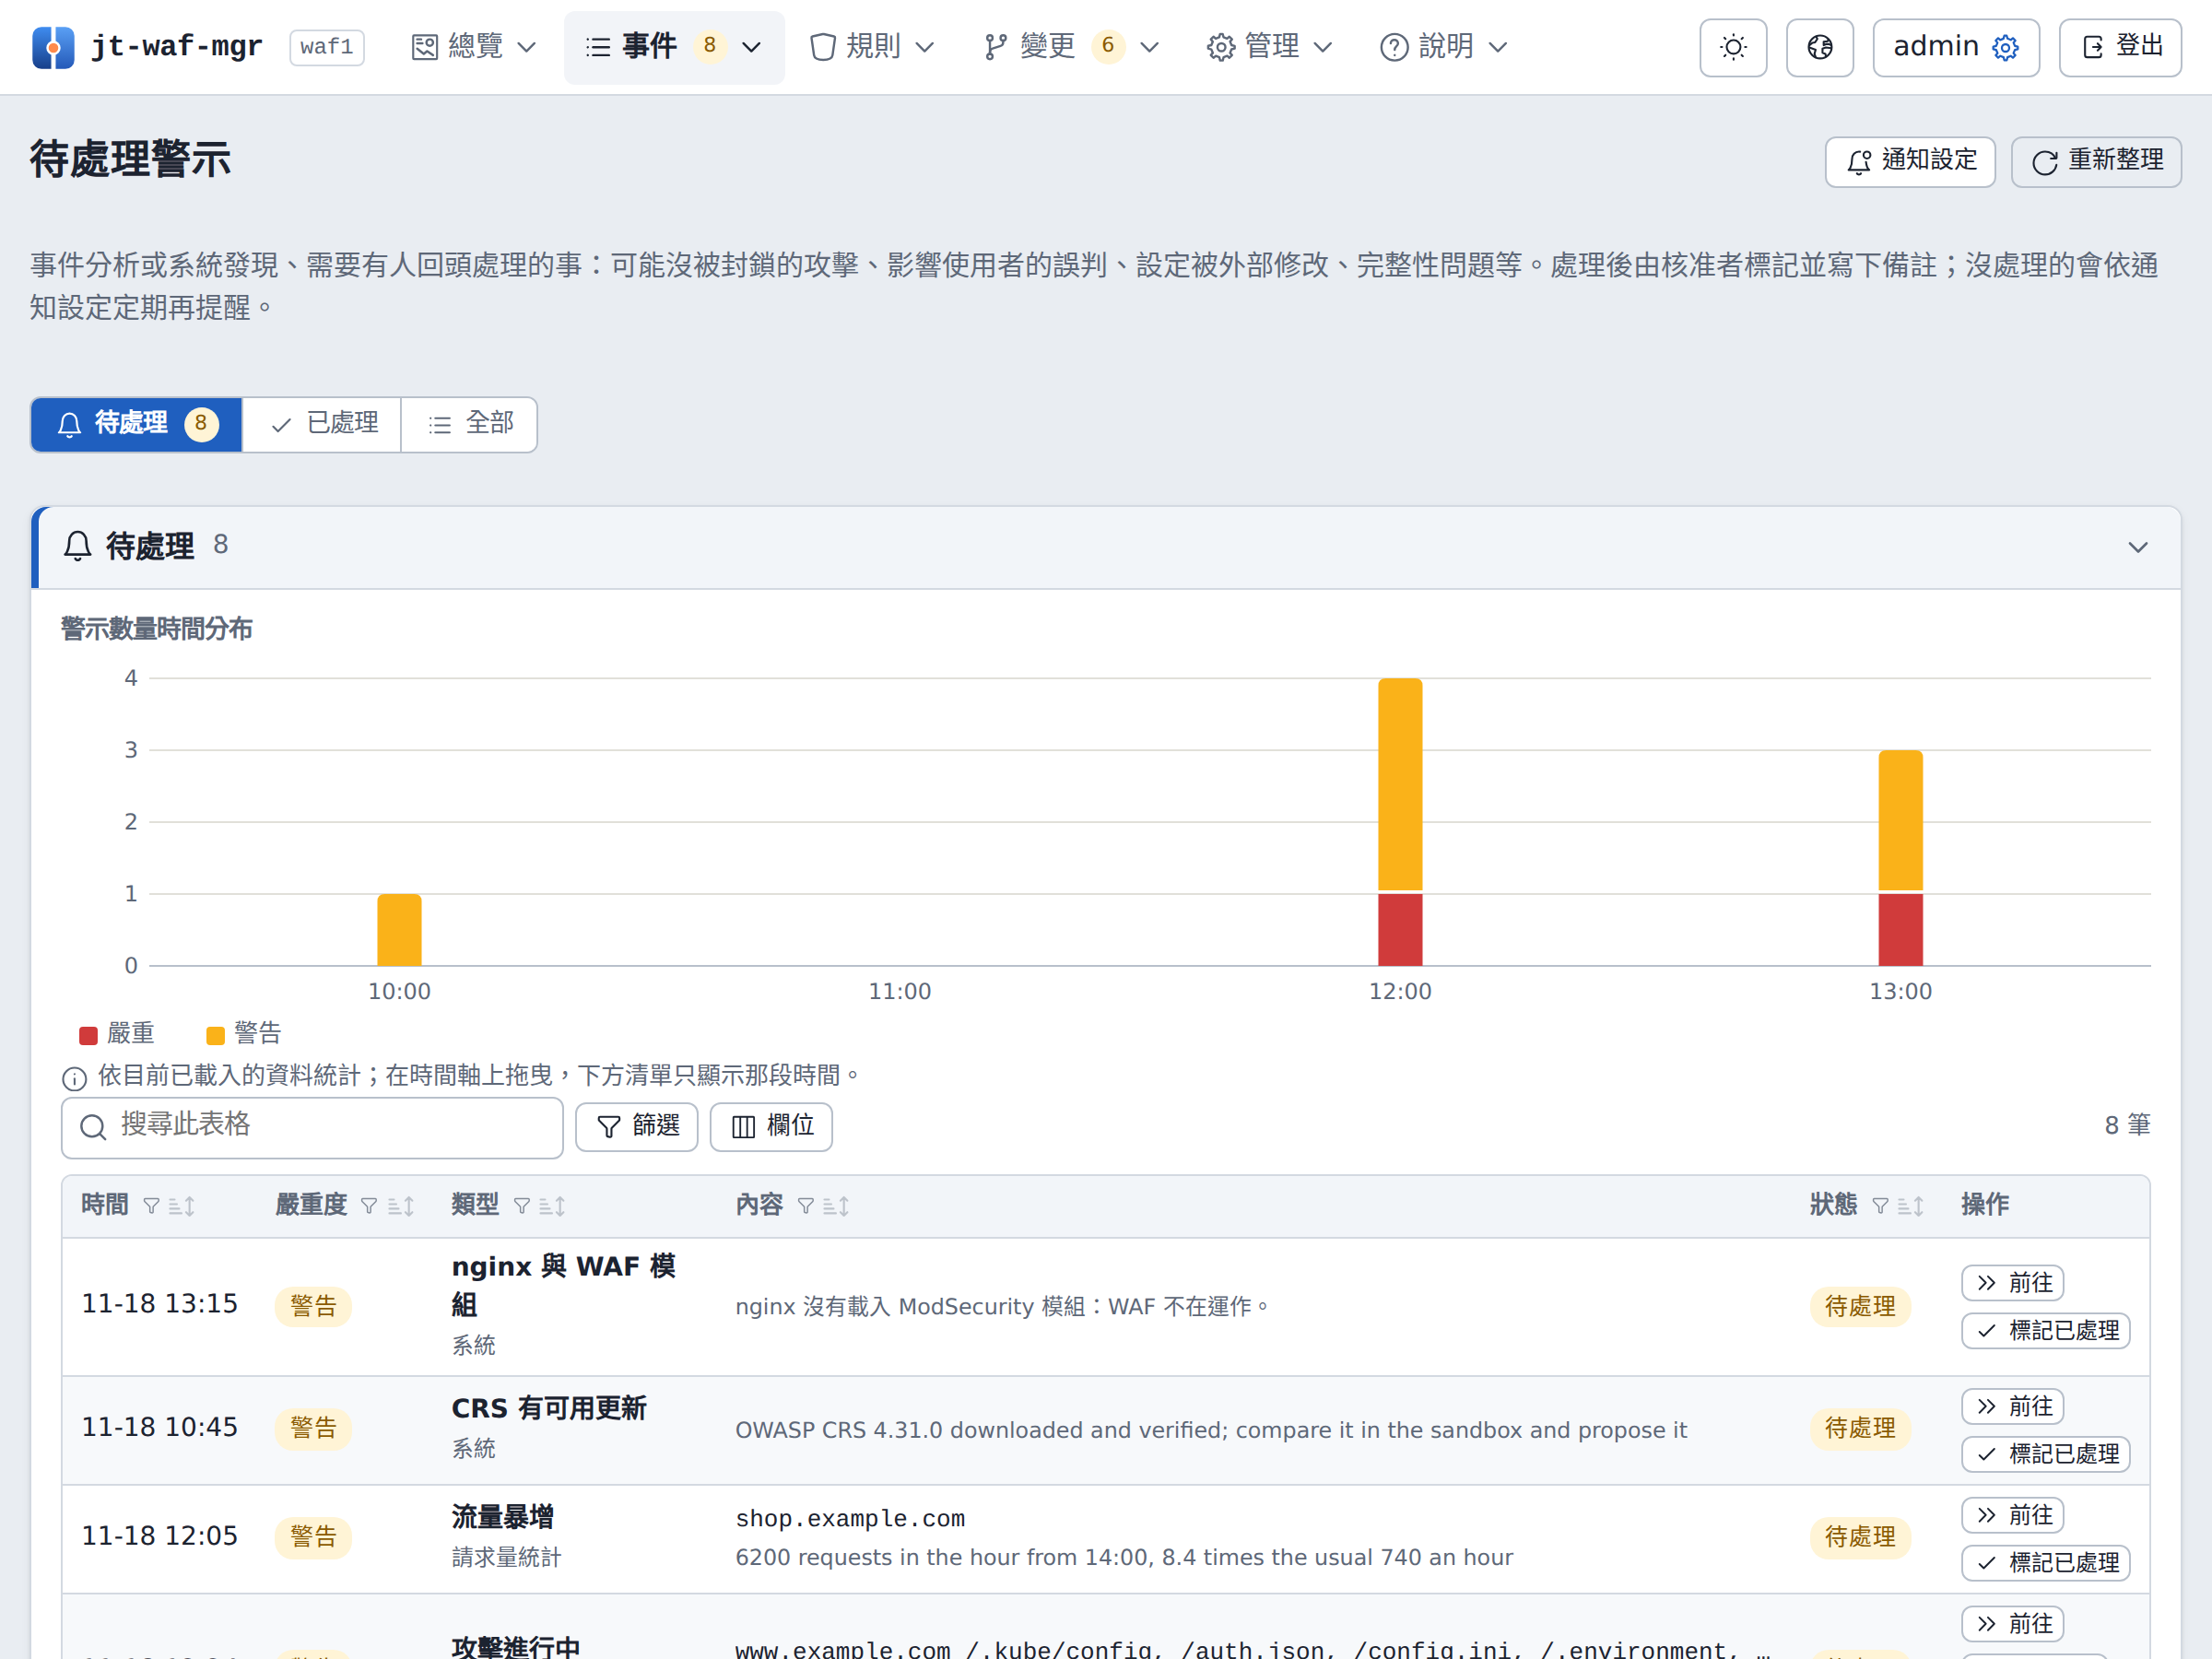 jt-waf-mgr waf1 總覽 事件 8 規則 變更 6 管理 說明 admin 登出
待處理警示 通知設定 重新整理
事件分析或系統發現、需要有人回頭處理的事：可能沒被封鎖的攻擊、影響使用者的誤判、設定被外部修改、完整性問題等。處理後由核准者標記並寫下備註；沒處理的會依通
知設定定期再提醒。
待處理 8 已處理 全部
待處理 8
警示數量時間分布
4
3
2
1
0
10:00 11:00 12:00 13:00
嚴重 警告
依目前已載入的資料統計；在時間軸上拖曳，下方清單只顯示那段時間。
搜尋此表格 篩選 欄位 8 筆
時間 嚴重度 類型 內容 狀態 操作
11-18 13:15 警告 nginx 與 WAF 模組 系統 nginx 沒有載入 ModSecurity 模組：WAF 不在運作。 待處理 前往 標記已處理
11-18 10:45 警告 CRS 有可用更新 系統 OWASP CRS 4.31.0 downloaded and verified; compare it in the sandbox and propose it 待處理 前往 標記已處理
11-18 12:05 警告 流量暴增 請求量統計 shop.example.com 6200 requests in the hour from 14:00, 8.4 times the usual 740 an hour 待處理 前往 標記已處理
攻擊進行中 www.example.com /.kube/config, /auth.json, /config.ini, /.environment, … 前往